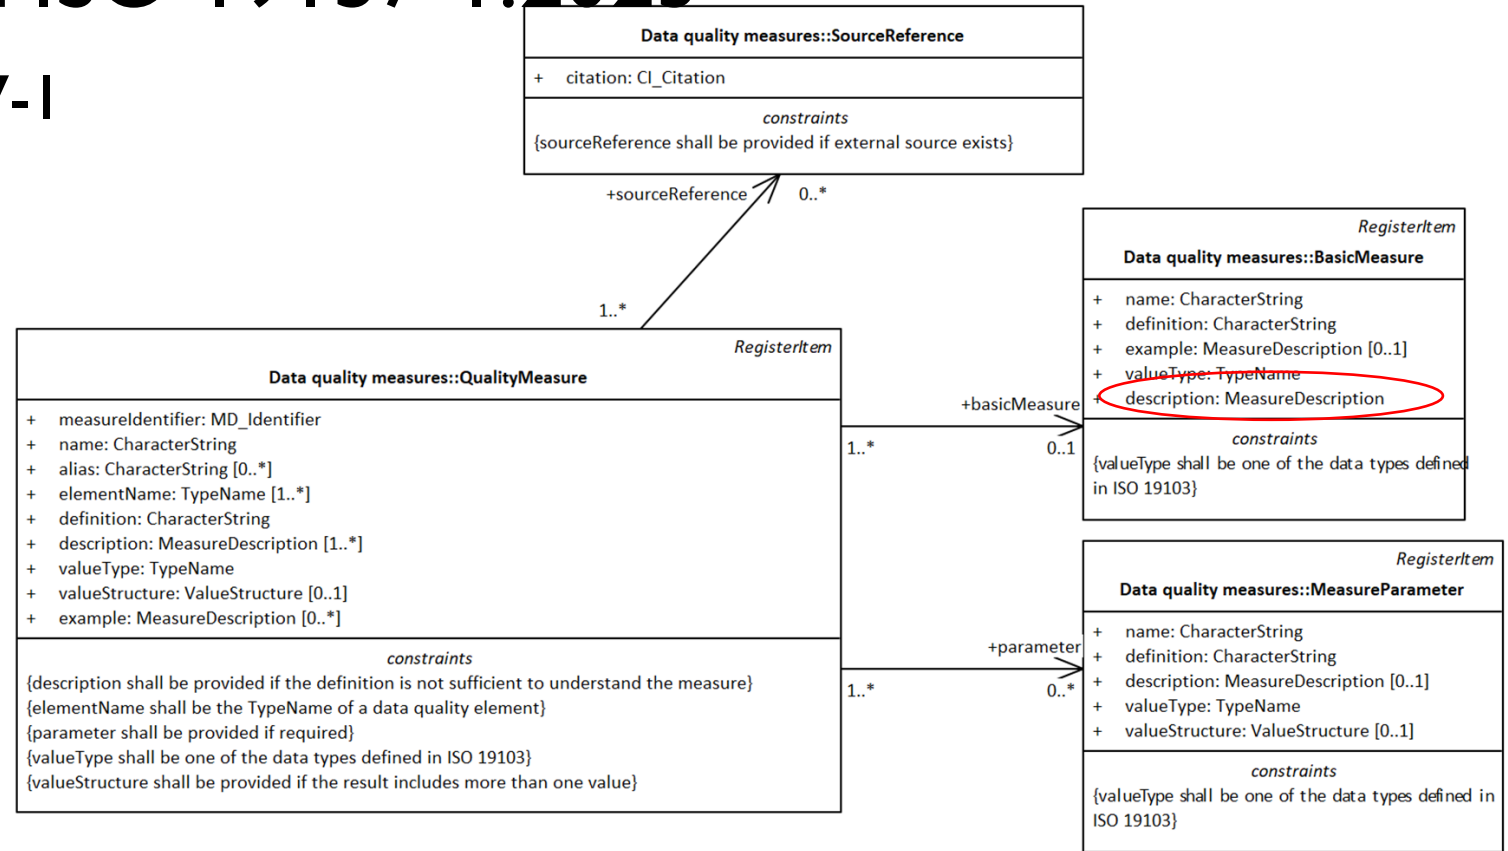 ISO 19157-1:2023
-1
Data quality measures::SourceReference
+ citation: CI_Citation
constraints
{sourceReference shall be provided if external source exists}
+sourceReference 0..*
1..*
RegisterItem
Data quality measures::BasicMeasure
+ name: CharacterString
+ definition: CharacterString
+ example: MeasureDescription [0..1]
+ valueType: TypeName
+ description: MeasureDescription
constraints
{valueType shall be one of the data types defined
in ISO 19103}
RegisterItem
Data quality measures::QualityMeasure
+ measureIdentifier: MD_Identifier
+ name: CharacterString
+ alias: CharacterString [0..*]
+ elementName: TypeName [1..*]
+ definition: CharacterString
+ description: MeasureDescription [1..*]
+ valueType: TypeName
+ valueStructure: ValueStructure [0..1]
+ example: MeasureDescription [0..*]
constraints
{description shall be provided if the definition is not sufficient to understand the measure}
{elementName shall be the TypeName of a data quality element}
{parameter shall be provided if required}
{valueType shall be one of the data types defined in ISO 19103}
{valueStructure shall be provided if the result includes more than one value}
+basicMeasure
1..* 0..1
+parameter
1..* 0..*
RegisterItem
Data quality measures::MeasureParameter
+ name: CharacterString
+ definition: CharacterString
+ description: MeasureDescription [0..1]
+ valueType: TypeName
+ valueStructure: ValueStructure [0..1]
constraints
{valueType shall be one of the data types defined in
ISO 19103}